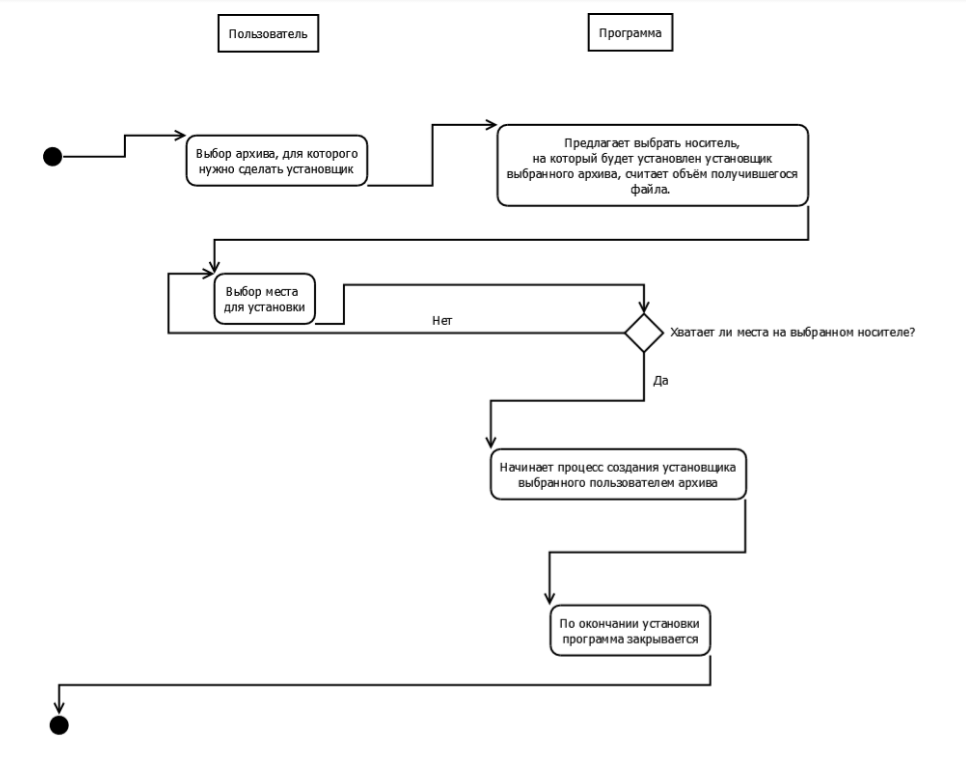 Пользователь
Программа
Выбор архива, для которого
нужно сделать установщик
Предлагает выбрать носитель,
на который будет установлен установщик
выбранного архива, считает объём получившегося
файла.
Выбор места
для установки
Нет
Хватает ли места на выбранном носителе?
Да
Начинает процесс создания установщика
выбранного пользователем архива
По окончании установки
программа закрывается